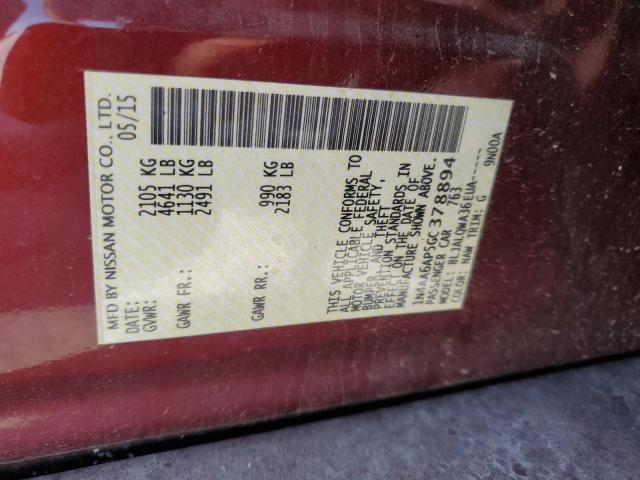 MFD BY NISSAN MOTOR CO., LTD.
DATE: 05/15
GVWR: 2105 KG
4641 LB
GAWR FR.: 1130 KG
2491 LB
GAWR RR.: 990 KG
2183 LB
THIS VEHICLE CONFORMS TO
ALL APPLICABLE FEDERAL
MOTOR VEHICLE SAFETY,
BUMPER, AND THEFT
PREVENTION STANDARDS IN
EFFECT ON THE DATE OF
MANUFACTURE SHOWN ABOVE.
1N4AA6AP5GC378894
PASSENGER CAR 763
MODEL: BLJALQWA36EUA-----
COLOR: NAW TRIM: G 9N00A